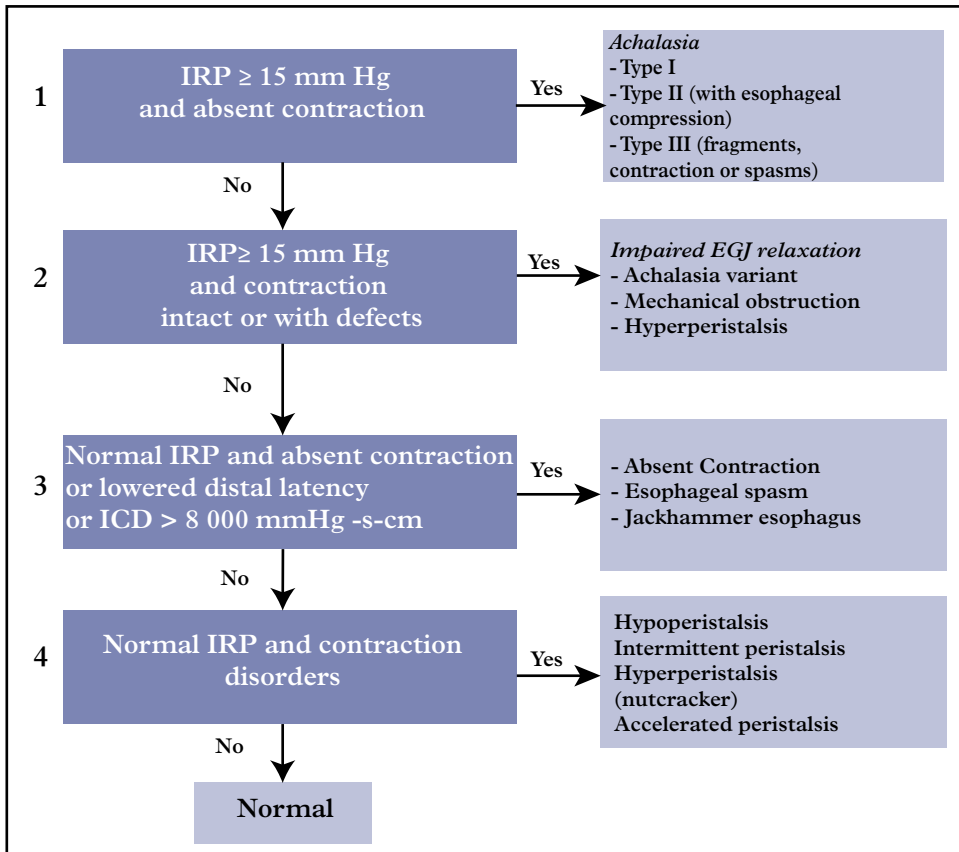 1
IRP ≥ 15 mm Hg
and absent contraction
Yes
Achalasia
- Type I
- Type II (with esophageal
compression)
- Type III (fragments,
contraction or spasms)
No
2
IRP≥ 15 mm Hg
and contraction
intact or with defects
Yes
Impaired EGJ relaxation
- Achalasia variant
- Mechanical obstruction
- Hyperperistalsis
No
3
Normal IRP and absent contraction
or lowered distal latency
or ICD > 8 000 mmHg -s-cm
Yes
- Absent Contraction
- Esophageal spasm
- Jackhammer esophagus
No
4
Normal IRP and contraction
disorders
Yes
Hypoperistalsis
Intermittent peristalsis
Hyperperistalsis
(nutcracker)
Accelerated peristalsis
No
Normal